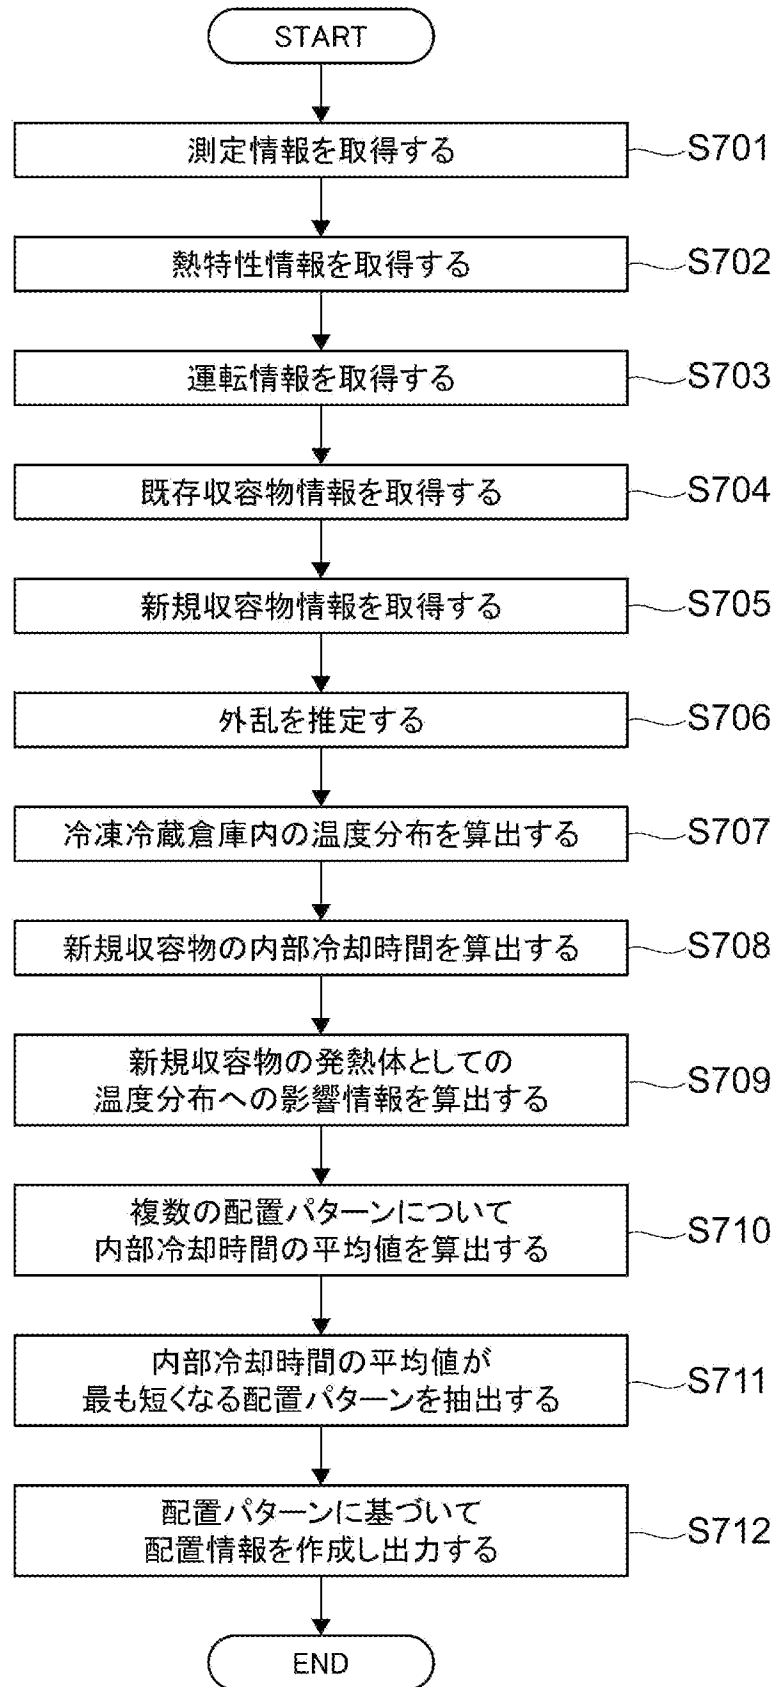 START
測定情報を取得する
S701
熱特性情報を取得する
S702
運転情報を取得する
S703
既存収容物情報を取得する
S704
新規収容物情報を取得する
S705
外乱を推定する
S706
冷凍冷蔵倉庫内の温度分布を算出する
S707
新規収容物の内部冷却時間を算出する
S708
新規収容物の発熱体としての
温度分布への影響情報を算出する
S709
複数の配置パターンについて
内部冷却時間の平均値を算出する
S710
内部冷却時間の平均値が
最も短くなる配置パターンを抽出する
S711
配置パターンに基づいて
配置情報を作成し出力する
S712
END